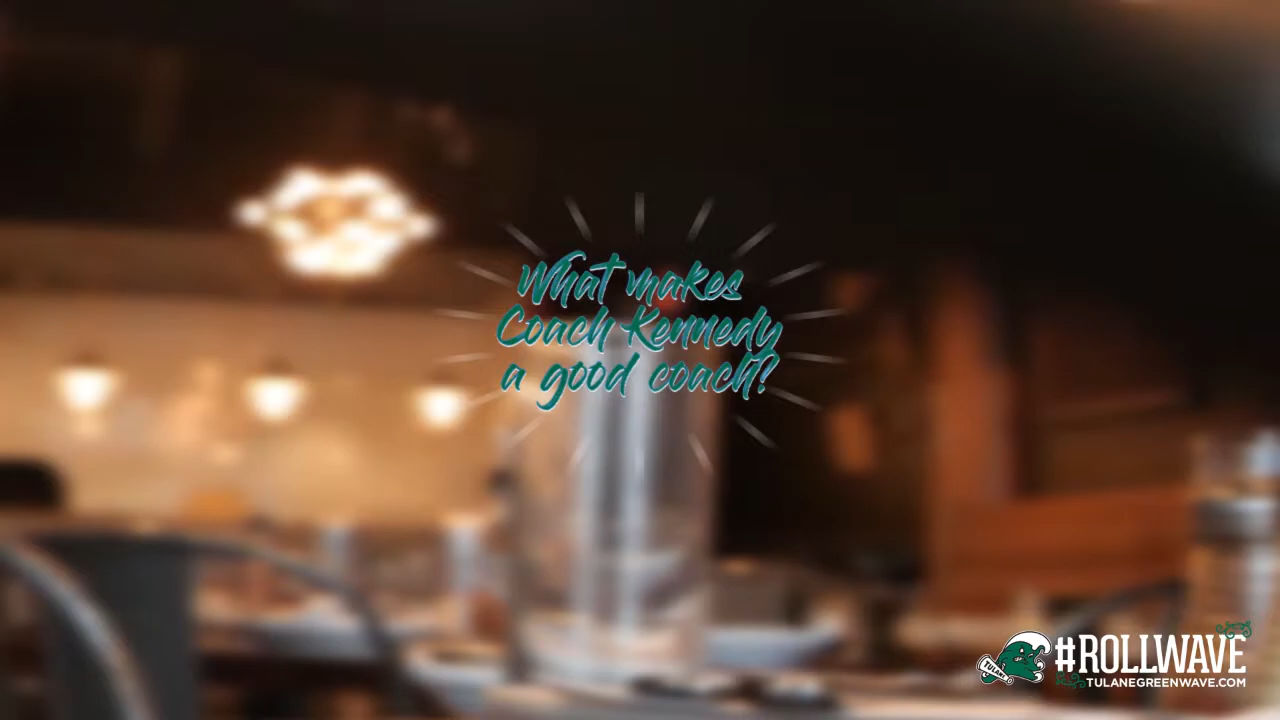 What makes
Coach Kennedy
a good coach?
TULANE
#ROLLWAVE
TULANEGREENWAVE.COM